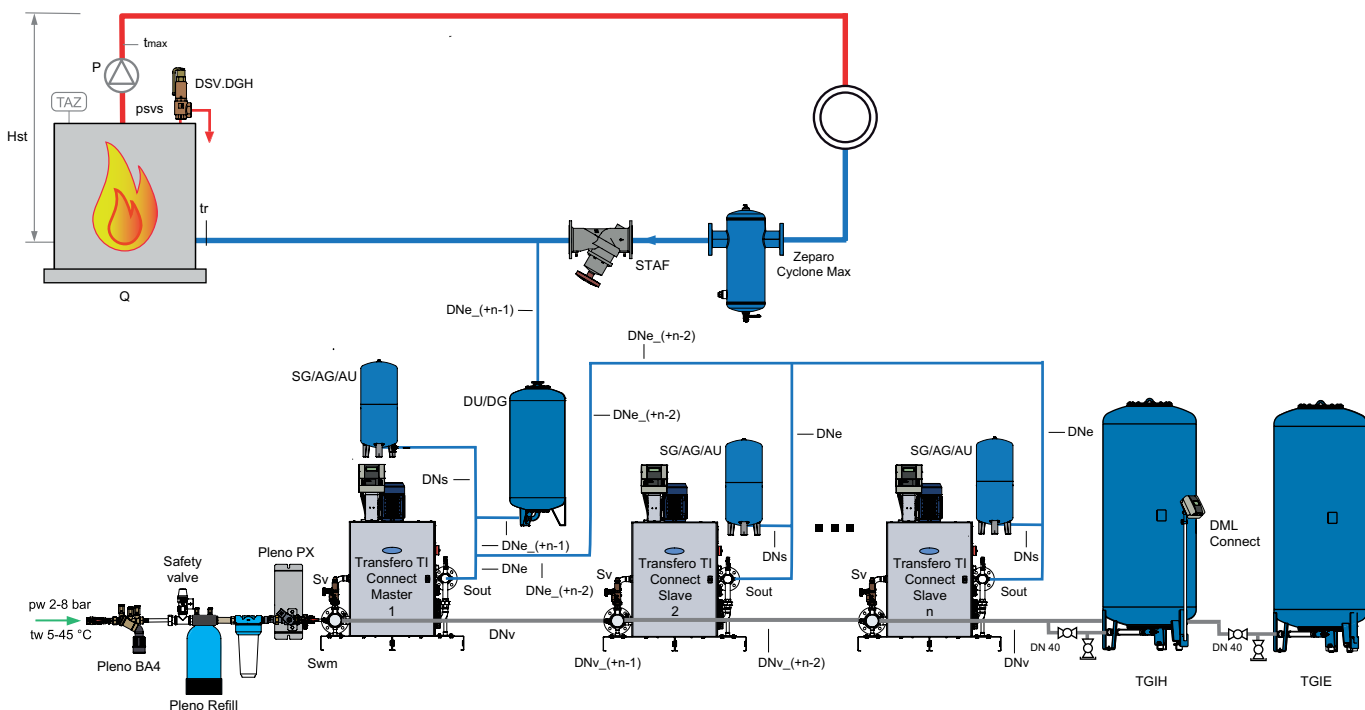 tmax
P
DSV.DGH
TAZ
psvs
Hst
tr
Q
STAF
Zeparo
Cyclone Max
DNe_(+n-1)
DNe_(+n-2)
SG/AG/AU
DU/DG
DNe_(+n-2)
DNe
DNe
SG/AG/AU
SG/AG/AU
DNs
DNs
DNs
DNe_(+n-1)
DNe
DNe_(+n-2)
Pleno PX
Safety
valve
Sv
Transfero TI
Connect
Master
1
Sout
Transfero TI
Connect
Slave
2
Sout
Sv
Transfero TI
Connect
Slave
n
Sout
DML
Connect
pw 2-8 bar
tw 5-45 °C
Pleno BA4
Pleno Refill
Swm
DNv
DNv_(+n-1)
DNv_(+n-2)
DNv
DN 40
DN 40
TGIH
TGIE